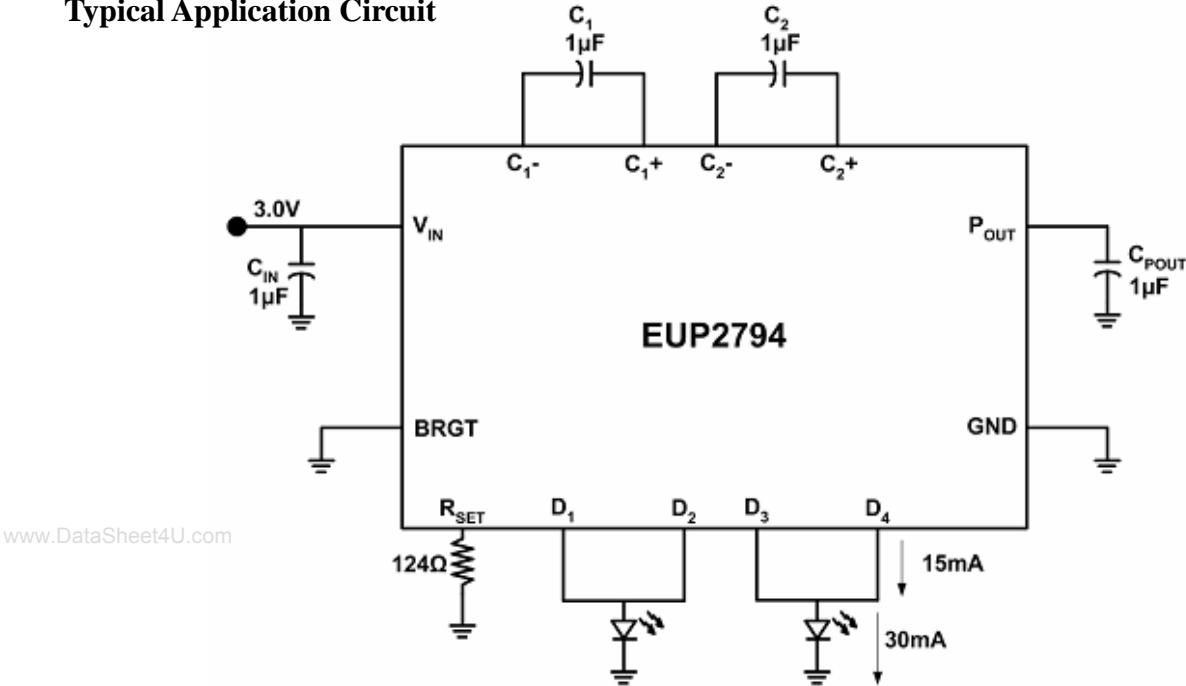 Typical Application Circuit
C1
1µF
C2
1µF
C1-
C1+
C2-
C2+
3.0V
VIN
POUT
CIN
1µF
CPOUT
1µF
EUP2794
BRGT
GND
RSET
D1
D2
D3
D4
www.DataSheet4U.com
124Ω
15mA
30mA